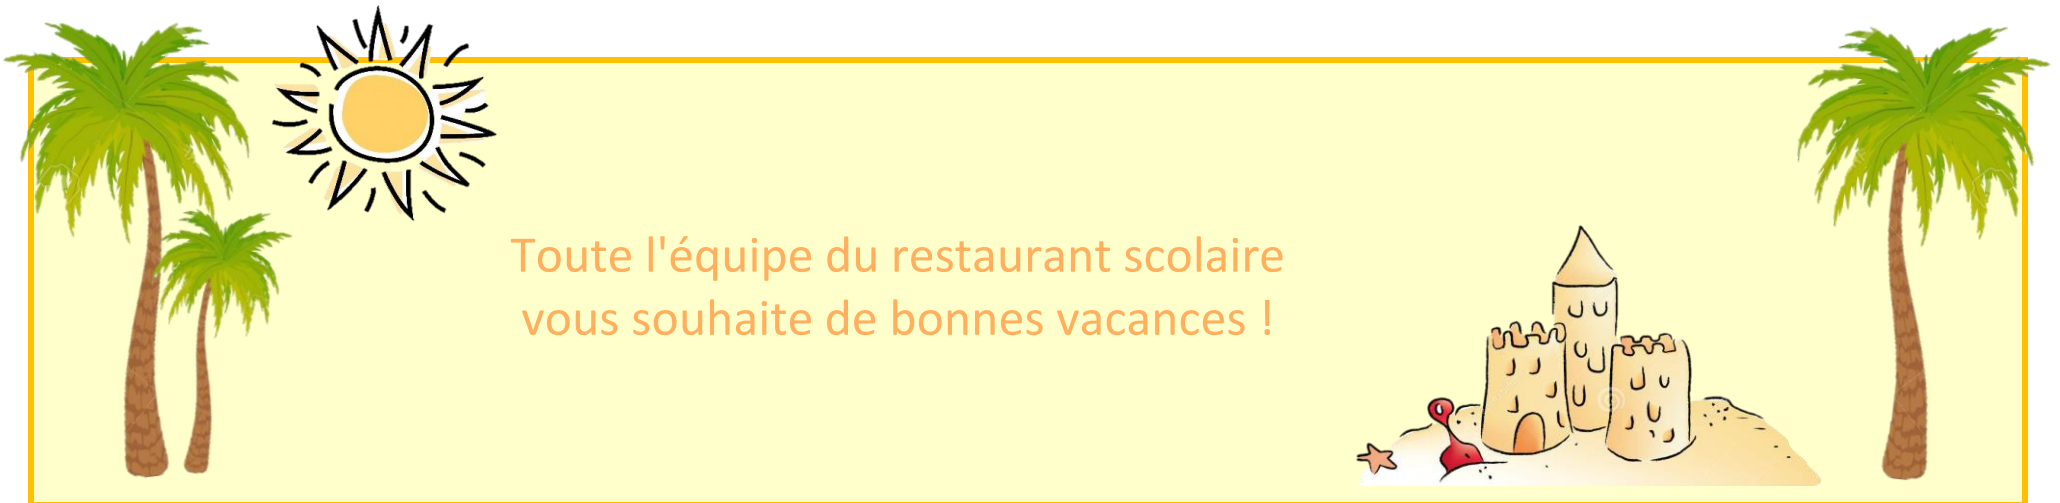 Toute l'équipe du restaurant scolaire
vous souhaite de bonnes vacances !